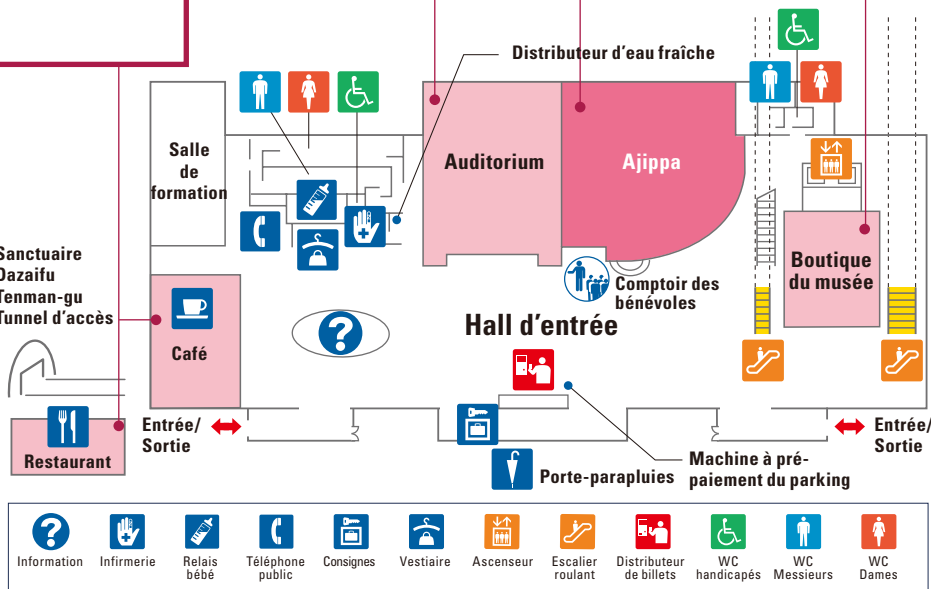 Distributeur d'eau fraîche
Salle
de
formation
Auditorium
Ajippa
Sanctuaire
Dazaifu
Tenman-gu
Tunnel d'accès
Boutique
du musée
Comptoir des
bénévoles
Hall d'entrée
Café
Entrée/
Sortie
Entrée/
Sortie
Restaurant
Porte-parapluies
Machine à pré-
paiement du parking
Information
Infirmerie
Relais
bébé
Téléphone
public
Consignes
Vestiaire
Ascenseur
Escalier
roulant
Distributeur
de billets
WC
handicapés
WC
Messieurs
WC
Dames